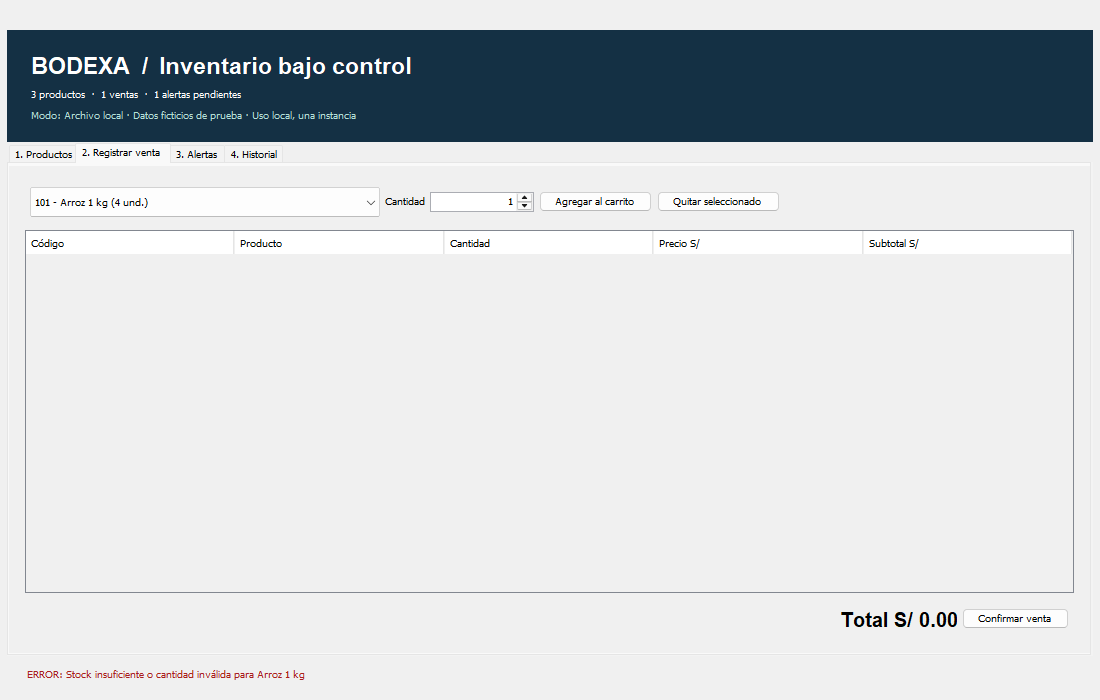 BODEXA / Inventario bajo control
3 productos · 1 ventas · 1 alertas pendientes
Modo: Archivo local · Datos ficticios de prueba · Uso local, una instancia
1. Productos 2. Registrar venta 3. Alertas 4. Historial
101 - Arroz 1 kg (4 und.) Cantidad 1 Agregar al carrito Quitar seleccionado
Código Producto Cantidad Precio S/ Subtotal S/
Total S/ 0.00 Confirmar venta
ERROR: Stock insuficiente o cantidad inválida para Arroz 1 kg